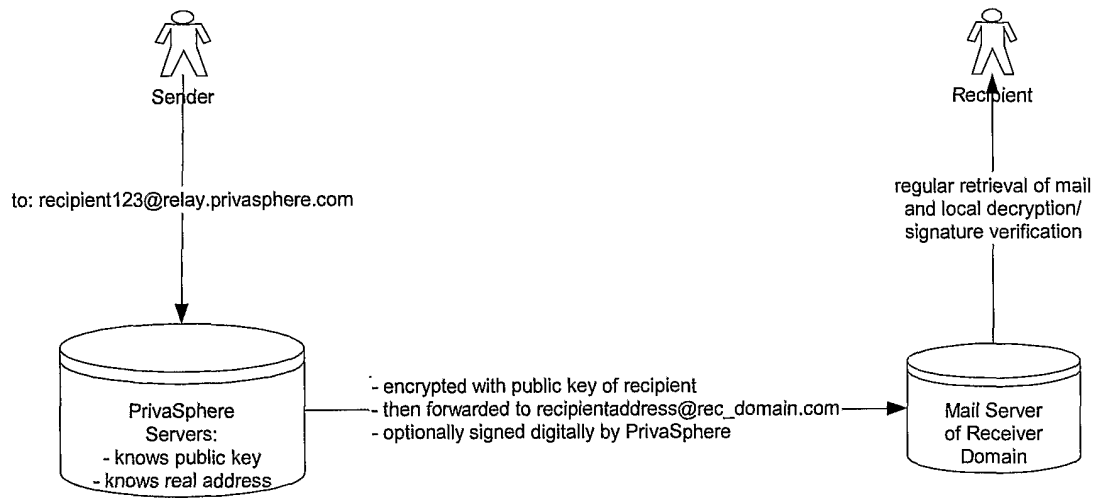 Sender
Recipient
to: recipient123@relay.privasphere.com
regular retrieval of mail
and local decryption/
signature verification
PrivaSphere
Servers:
- knows public key
- knows real address
- encrypted with public key of recipient
- then forwarded to recipientaddress@rec_domain.com
- optionally signed digitally by PrivaSphere
Mail Server
of Receiver
Domain